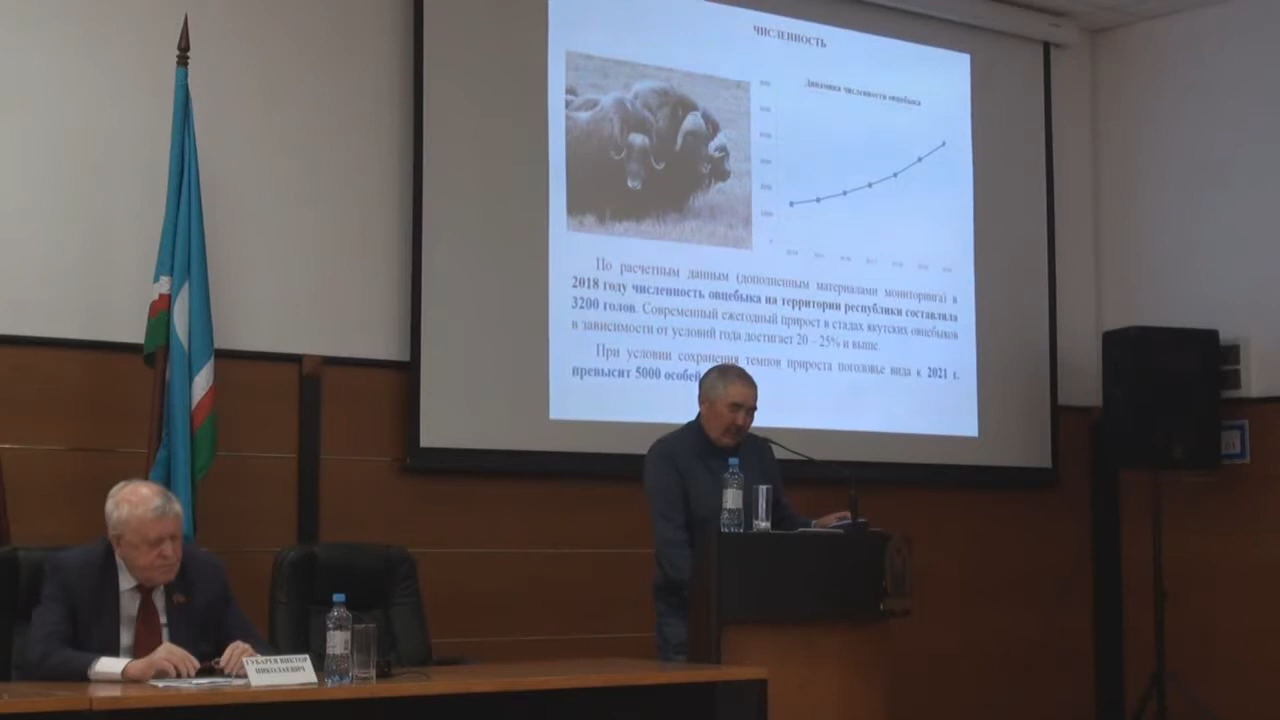 ЧИСЛЕННОСТЬ
Динамика численности овцебыка
По расчетным данным (дополненным материалами мониторинга) в
2018 году численность овцебыка на территории республики составляла
3200 голов. Современный ежегодный прирост в стадах якутских овцебыков
в зависимости от условий года достигает 20 – 25% и выше.
При условии сохранения темпов прироста поголовье вида к 2021 г.
превысит 5000 особей
ГУБАРЕВ ВИКТОР
НИКОЛАЕВИЧ